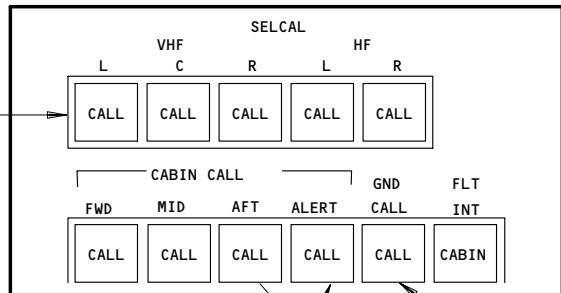 SELCAL
VHF HF
L C R L R
CALL CALL CALL CALL CALL
CABIN CALL
GND FLT
FWD MID AFT ALERT CALL INT
CALL CALL CALL CALL CALL CABIN